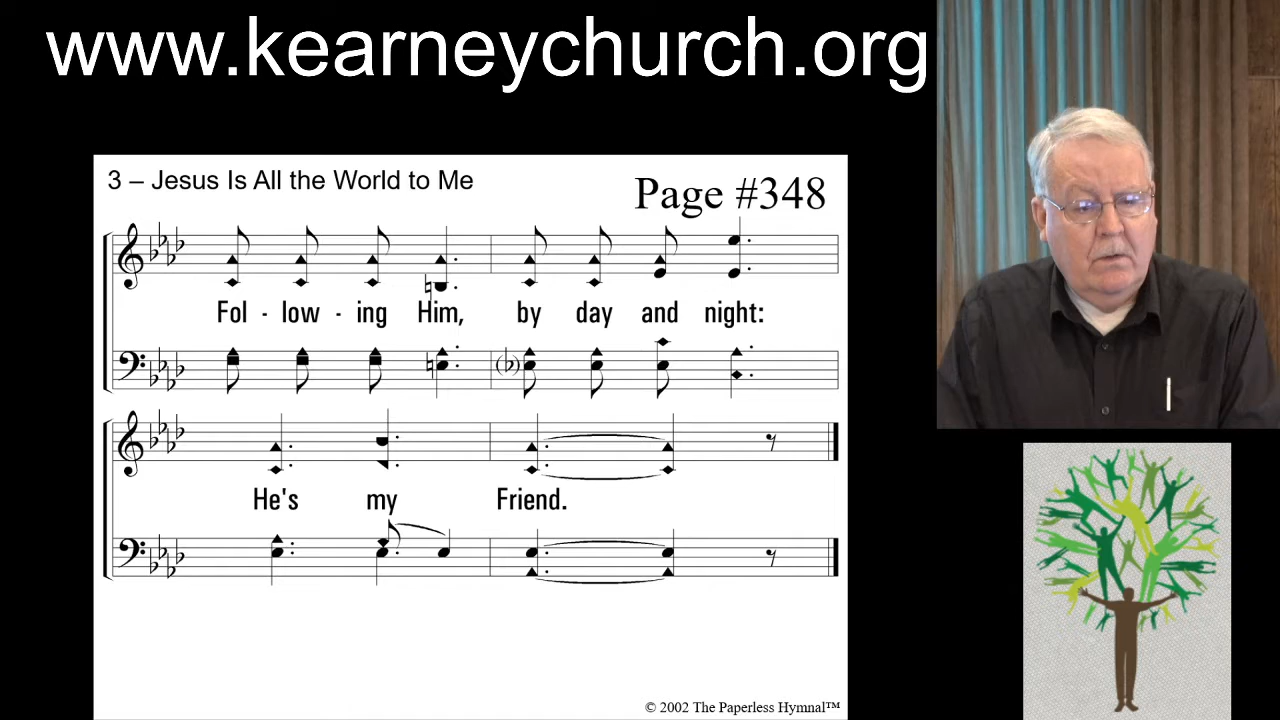 www.kearneychurch.org
3 – Jesus Is All the World to Me
Page #348
Fol - low - ing Him, by day and night:
He's my Friend.
© 2002 The Paperless Hymnal™